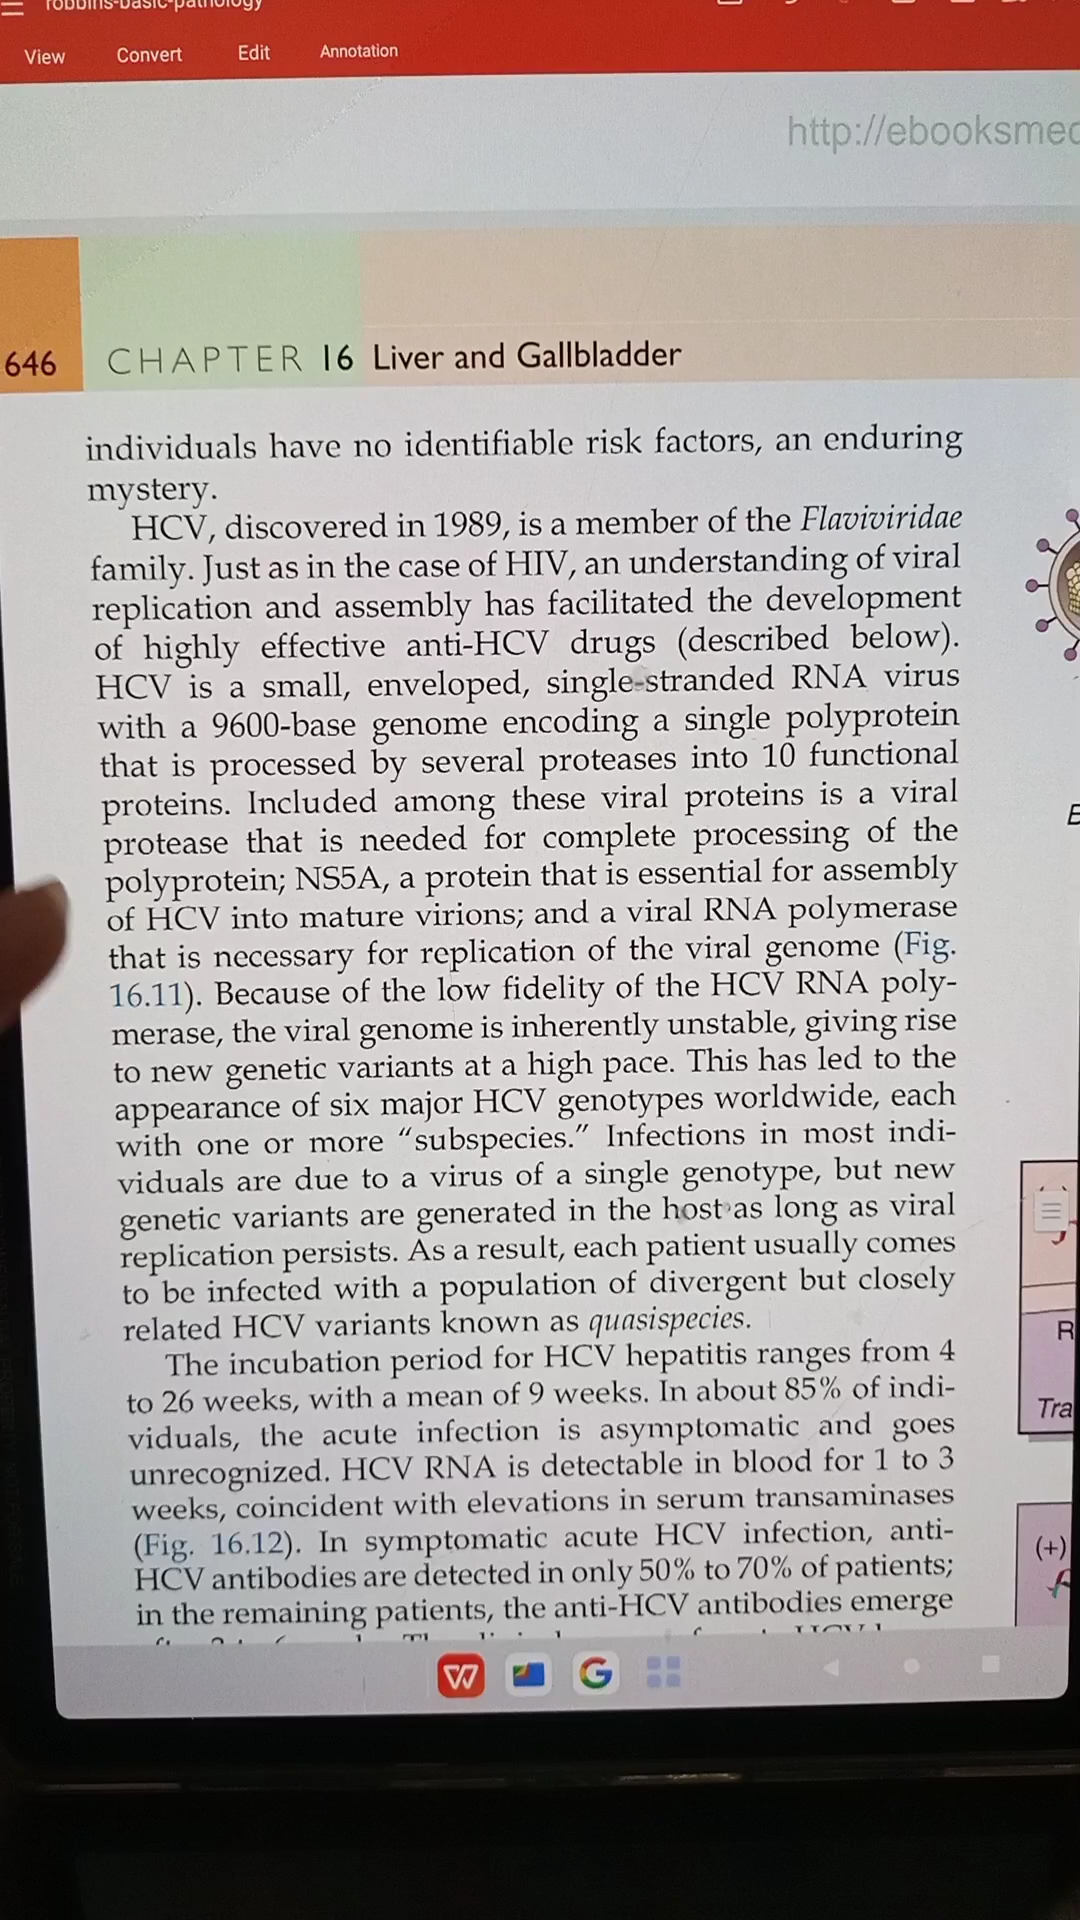 robbins-basic-pathology
View Convert Edit Annotation
http://ebooksmed
646 CHAPTER 16 Liver and Gallbladder
individuals have no identifiable risk factors, an enduring
mystery.
HCV, discovered in 1989, is a member of the Flaviviridae
family. Just as in the case of HIV, an understanding of viral
replication and assembly has facilitated the development
of highly effective anti-HCV drugs (described below).
HCV is a small, enveloped, single-stranded RNA virus
with a 9600-base genome encoding a single polyprotein
that is processed by several proteases into 10 functional
proteins. Included among these viral proteins is a viral
protease that is needed for complete processing of the
polyprotein; NS5A, a protein that is essential for assembly
of HCV into mature virions; and a viral RNA polymerase
that is necessary for replication of the viral genome (Fig.
16.11). Because of the low fidelity of the HCV RNA poly-
merase, the viral genome is inherently unstable, giving rise
to new genetic variants at a high pace. This has led to the
appearance of six major HCV genotypes worldwide, each
with one or more “subspecies.” Infections in most indi-
viduals are due to a virus of a single genotype, but new
genetic variants are generated in the host as long as viral
replication persists. As a result, each patient usually comes
to be infected with a population of divergent but closely
related HCV variants known as quasispecies.
The incubation period for HCV hepatitis ranges from 4
to 26 weeks, with a mean of 9 weeks. In about 85% of indi-
viduals, the acute infection is asymptomatic and goes
unrecognized. HCV RNA is detectable in blood for 1 to 3
weeks, coincident with elevations in serum transaminases
(Fig. 16.12). In symptomatic acute HCV infection, anti-
HCV antibodies are detected in only 50% to 70% of patients;
in the remaining patients, the anti-HCV antibodies emerge
E
R
Tra
(+)